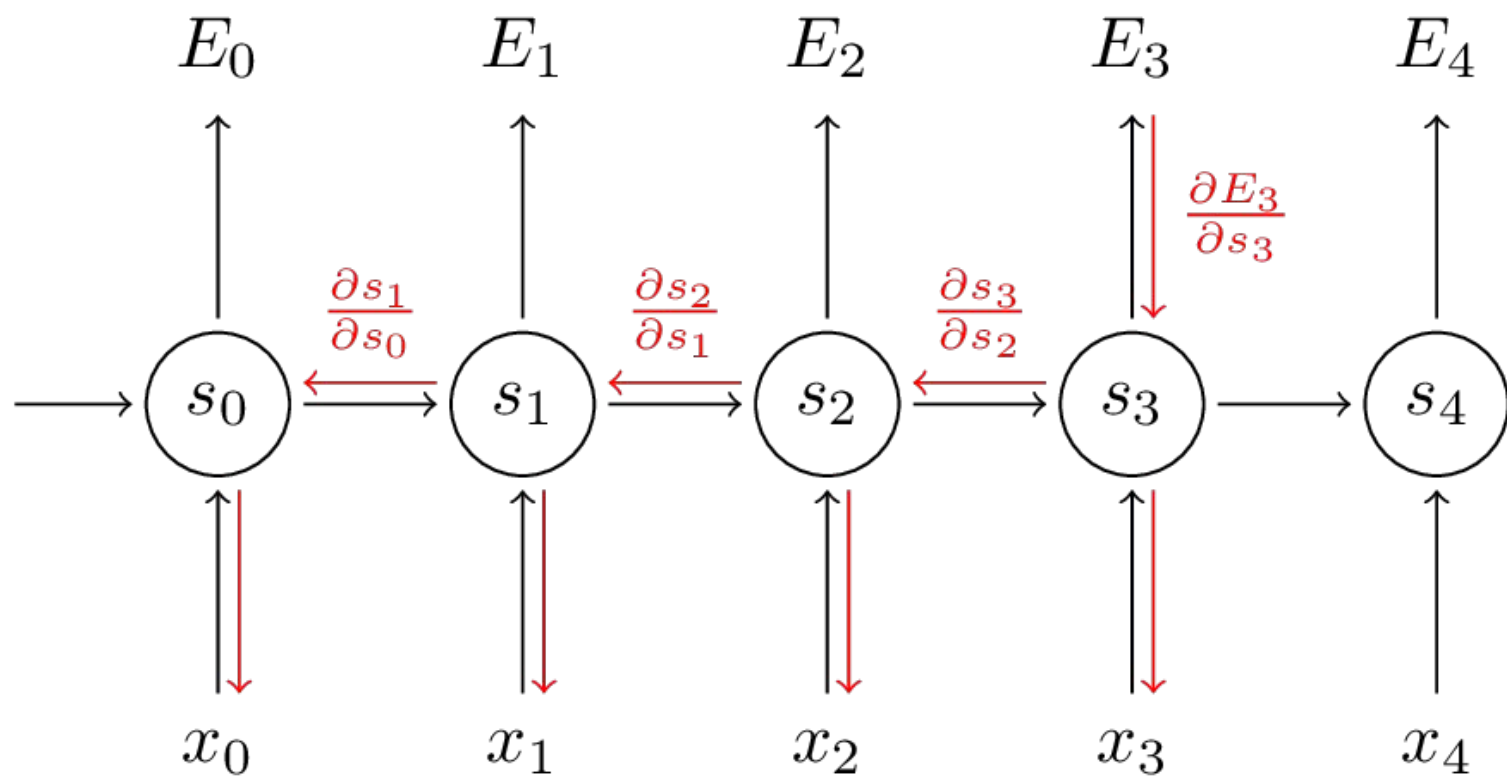 E₀ E₁ E₂ E₃ E₄
∂E₃/∂s₃
∂s₁/∂s₀ ∂s₂/∂s₁ ∂s₃/∂s₂
s₀ s₁ s₂ s₃ s₄
x₀ x₁ x₂ x₃ x₄